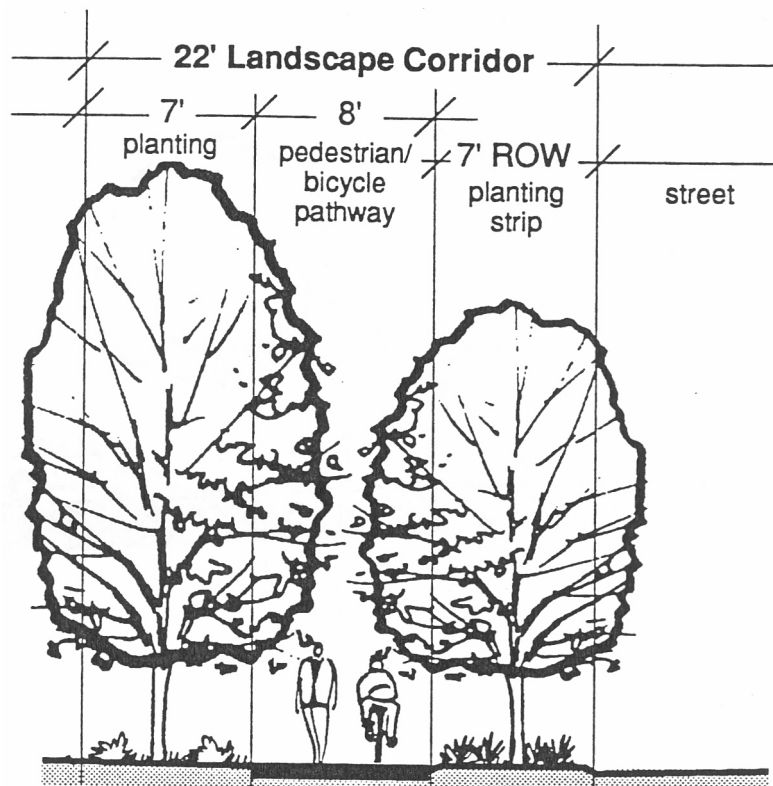 22' Landscape Corridor
7'
planting
8'
pedestrian/
bicycle
pathway
7' ROW
planting
strip
street